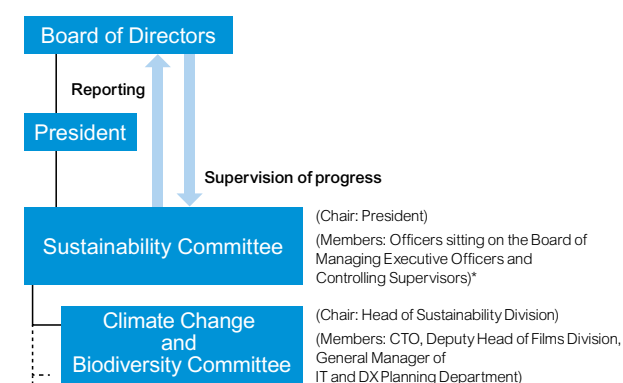 Board of Directors
Reporting
President
Supervision of progress
Sustainability Committee
(Chair: President)
(Members: Officers sitting on the Board of
Managing Executive Officers and
Controlling Supervisors)*
Climate Change
and
Biodiversity Committee
(Chair: Head of Sustainability Division)
(Members: CTO, Deputy Head of Films Division,
General Manager of
IT and DX Planning Department)